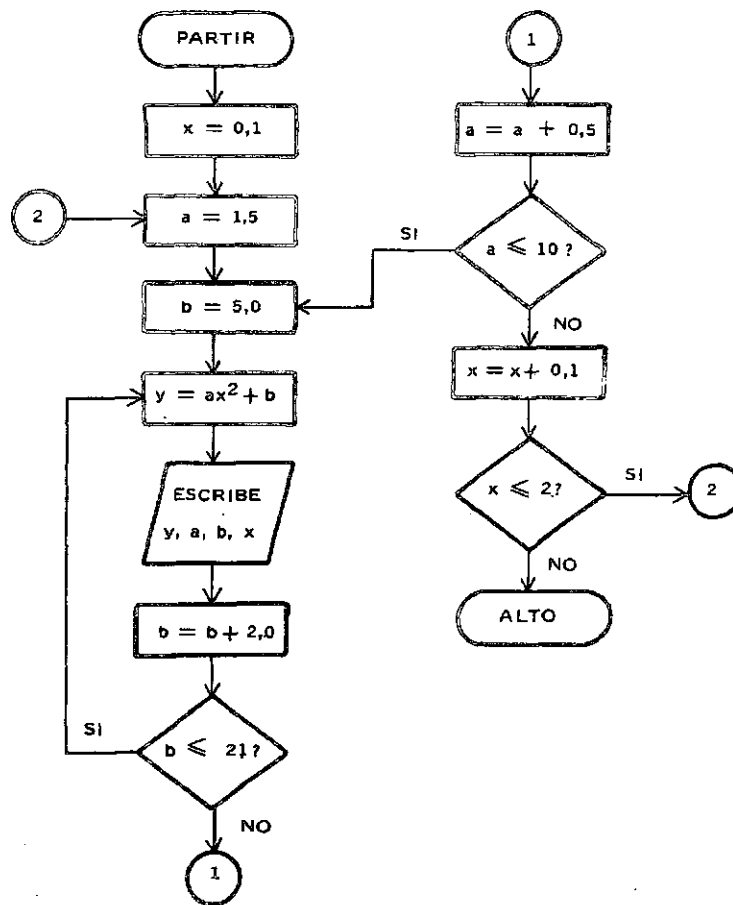 PARTIR
x = 0,1
2
a = 1,5
b = 5,0
y = ax² + b
ESCRIBE
y, a, b, x
b = b + 2,0
SI
b ≤ 21?
NO
1
1
a = a + 0,5
SI
a ≤ 10?
NO
x = x + 0,1
x ≤ 2?
SI
2
NO
ALTO